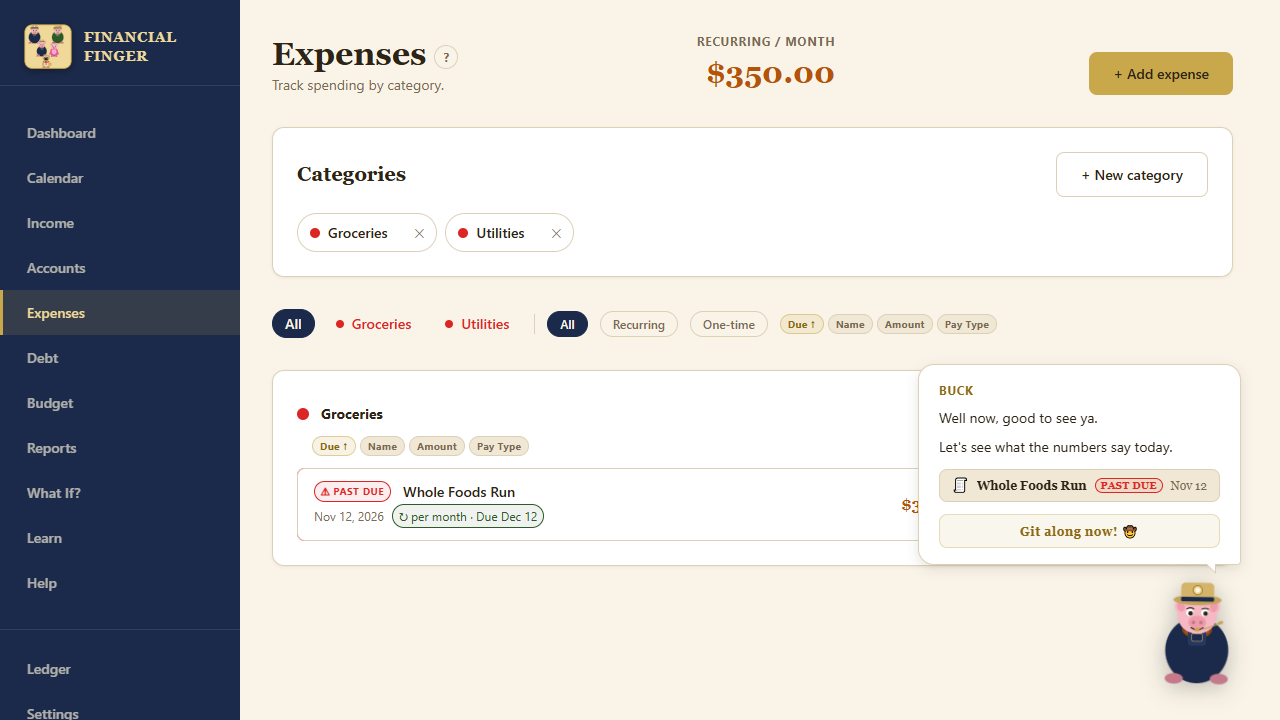 FINANCIAL
FINGER
Dashboard
Calendar
Income
Accounts
Expenses
Debt
Budget
Reports
What If?
Learn
Help
Ledger
Settings
Expenses ?
Track spending by category.
RECURRING / MONTH
$350.00
+ Add expense
Categories
+ New category
Groceries ×
Utilities ×
All Groceries Utilities All Recurring One-time Due ↑ Name Amount Pay Type
Groceries
Due ↑ Name Amount Pay Type
⚠ PAST DUE Whole Foods Run
Nov 12, 2026 ↻ per month · Due Dec 12
BUCK
Well now, good to see ya.
Let's see what the numbers say today.
🧾 Whole Foods Run PAST DUE Nov 12
Git along now! 🤠